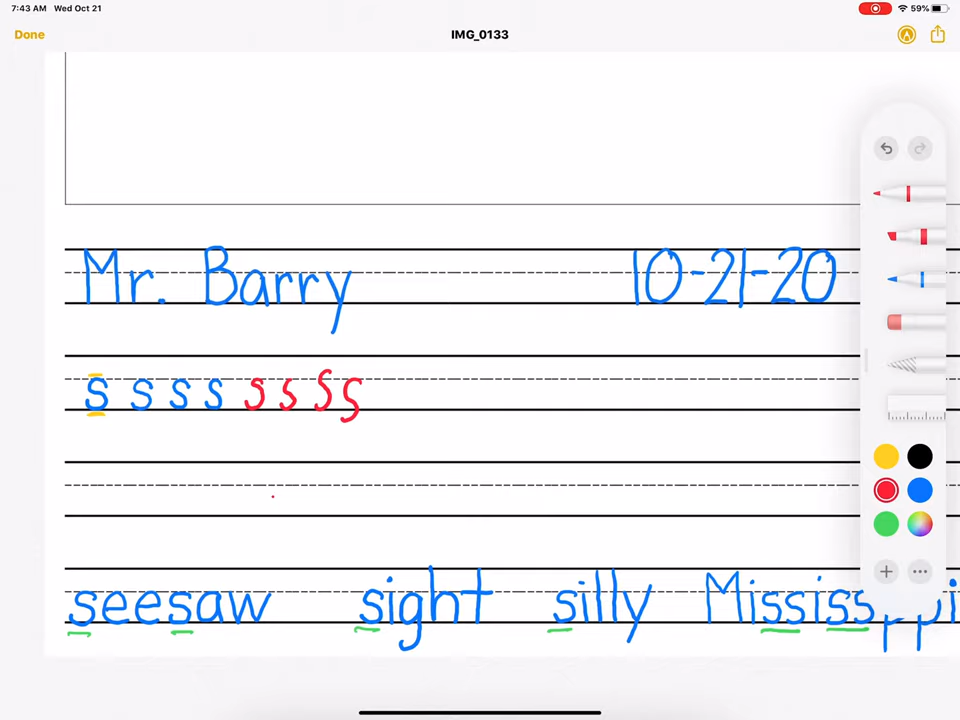 7:43 AM Wed Oct 21 59%
Done IMG_0133
Mr. Barry 10-21-20
s s s s s s s s
seesaw sight silly Mississippi